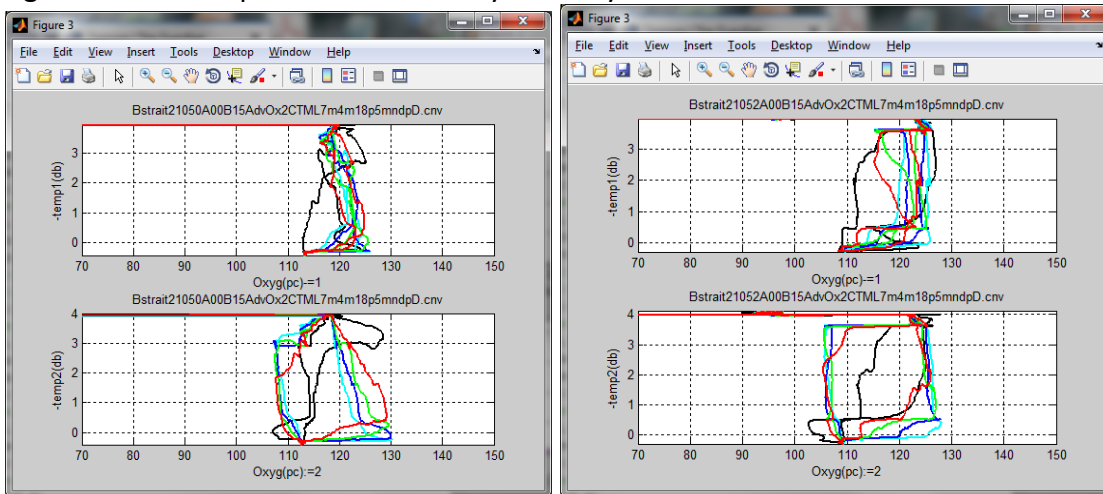 Figure 3
File Edit View Insert Tools Desktop Window Help
Bstrait21050A00B15AdvOx2CTML7m4m18p5mndpD.cnv
-temp1(db)
3
2
1
0
70 80 90 100 110 120 130 140 150
Oxyg(pc)-=1
Bstrait21050A00B15AdvOx2CTML7m4m18p5mndpD.cnv
-temp2(db)
4
3
2
1
0
70 80 90 100 110 120 130 140 150
Oxyg(pc):=2
Figure 3
File Edit View Insert Tools Desktop Window Help
Bstrait21052A00B15AdvOx2CTML7m4m18p5mndpD.cnv
-temp1(db)
3
2
1
0
70 80 90 100 110 120 130 140 150
Oxyg(pc)-=1
Bstrait21052A00B15AdvOx2CTML7m4m18p5mndpD.cnv
-temp2(db)
4
3
2
1
0
70 80 90 100 110 120 130 140 150
Oxyg(pc):=2